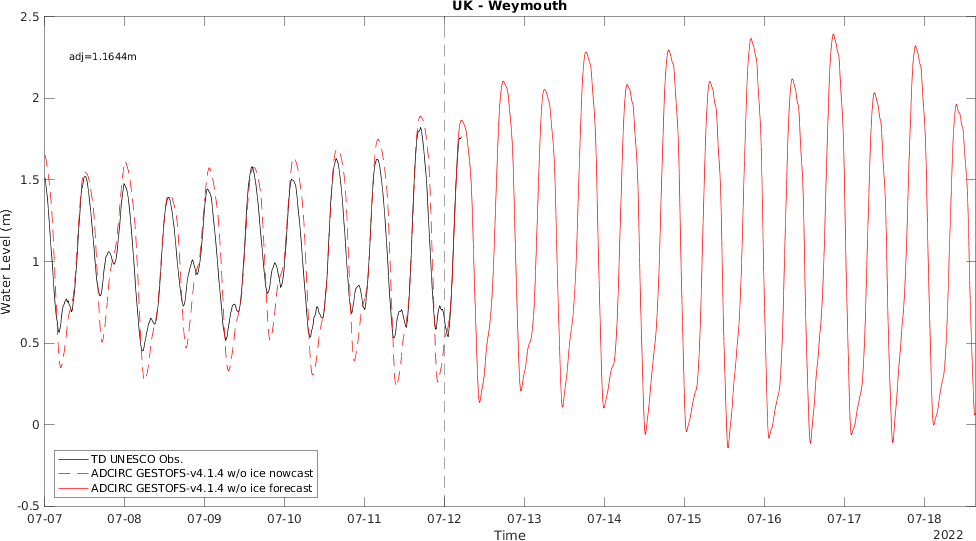 UK - Weymouth
adj=1.1644m
2.5
2
1.5
1
0.5
0
-0.5
Water Level (m)
TD UNESCO Obs.
ADCIRC GESTOFS-v4.1.4 w/o ice nowcast
ADCIRC GESTOFS-v4.1.4 w/o ice forecast
07-07 07-08 07-09 07-10 07-11 07-12 07-13 07-14 07-15 07-16 07-17 07-18
Time
2022